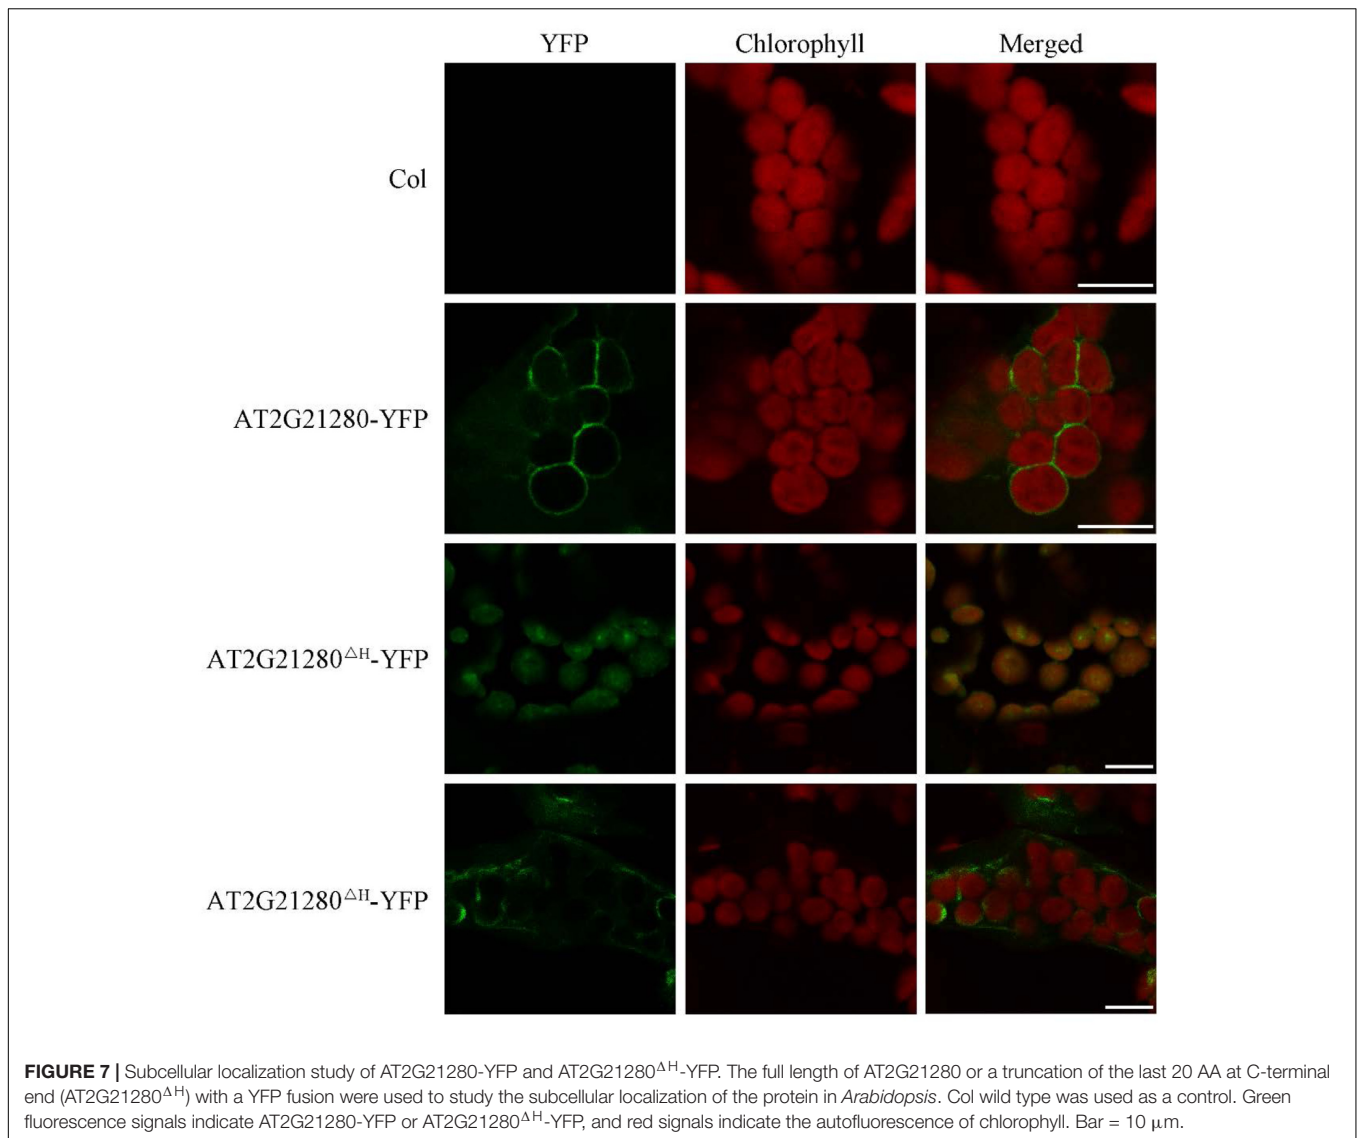 YFP Chlorophyll Merged
Col
AT2G21280-YFP
AT2G21280△H-YFP
AT2G21280△H-YFP
FIGURE 7 | Subcellular localization study of AT2G21280-YFP and AT2G21280ΔH-YFP. The full length of AT2G21280 or a truncation of the last 20 AA at C-terminal
end (AT2G21280ΔH) with a YFP fusion were used to study the subcellular localization of the protein in Arabidopsis. Col wild type was used as a control. Green
fluorescence signals indicate AT2G21280-YFP or AT2G21280ΔH-YFP, and red signals indicate the autofluorescence of chlorophyll. Bar = 10 μm.